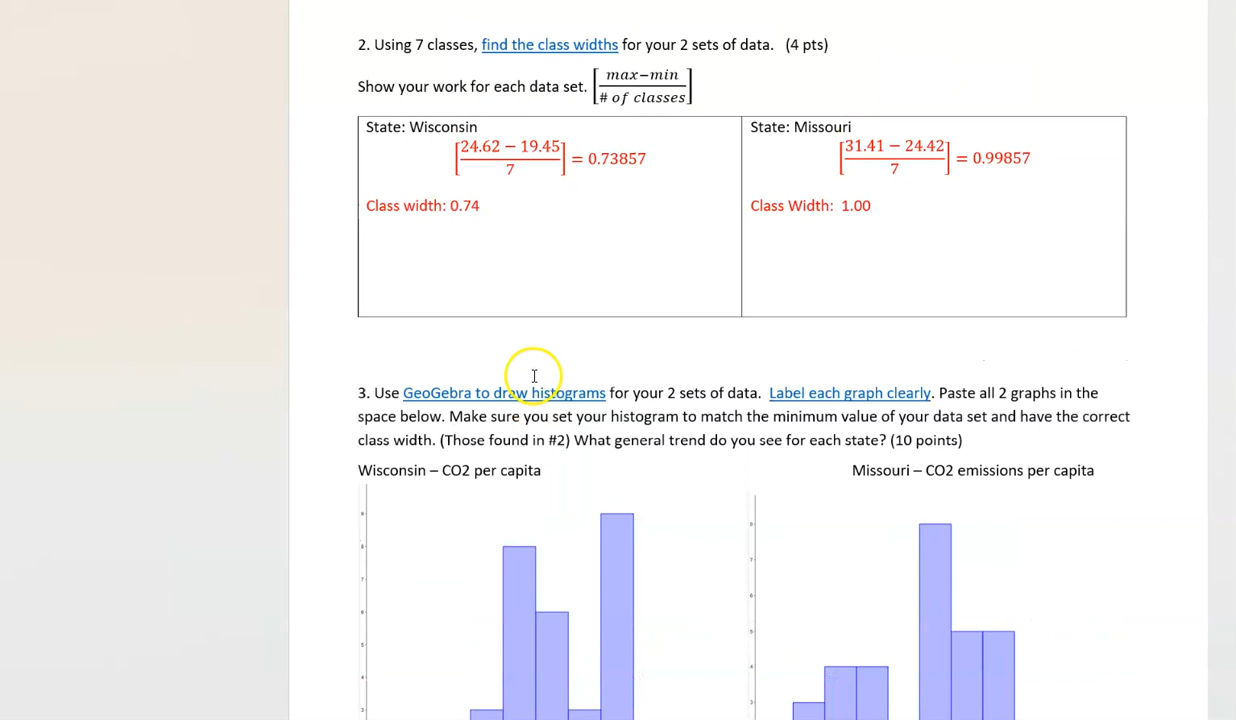 2. Using 7 classes, find the class widths for your 2 sets of data. (4 pts)
Show your work for each data set. [max−min / # of classes]
State: Wisconsin
[24.62 − 19.45 / 7] = 0.73857
Class width: 0.74
State: Missouri
[31.41 − 24.42 / 7] = 0.99857
Class Width: 1.00
3. Use GeoGebra to draw histograms for your 2 sets of data. Label each graph clearly. Paste all 2 graphs in the
space below. Make sure you set your histogram to match the minimum value of your data set and have the correct
class width. (Those found in #2) What general trend do you see for each state? (10 points)
Wisconsin – CO2 per capita
Missouri – CO2 emissions per capita